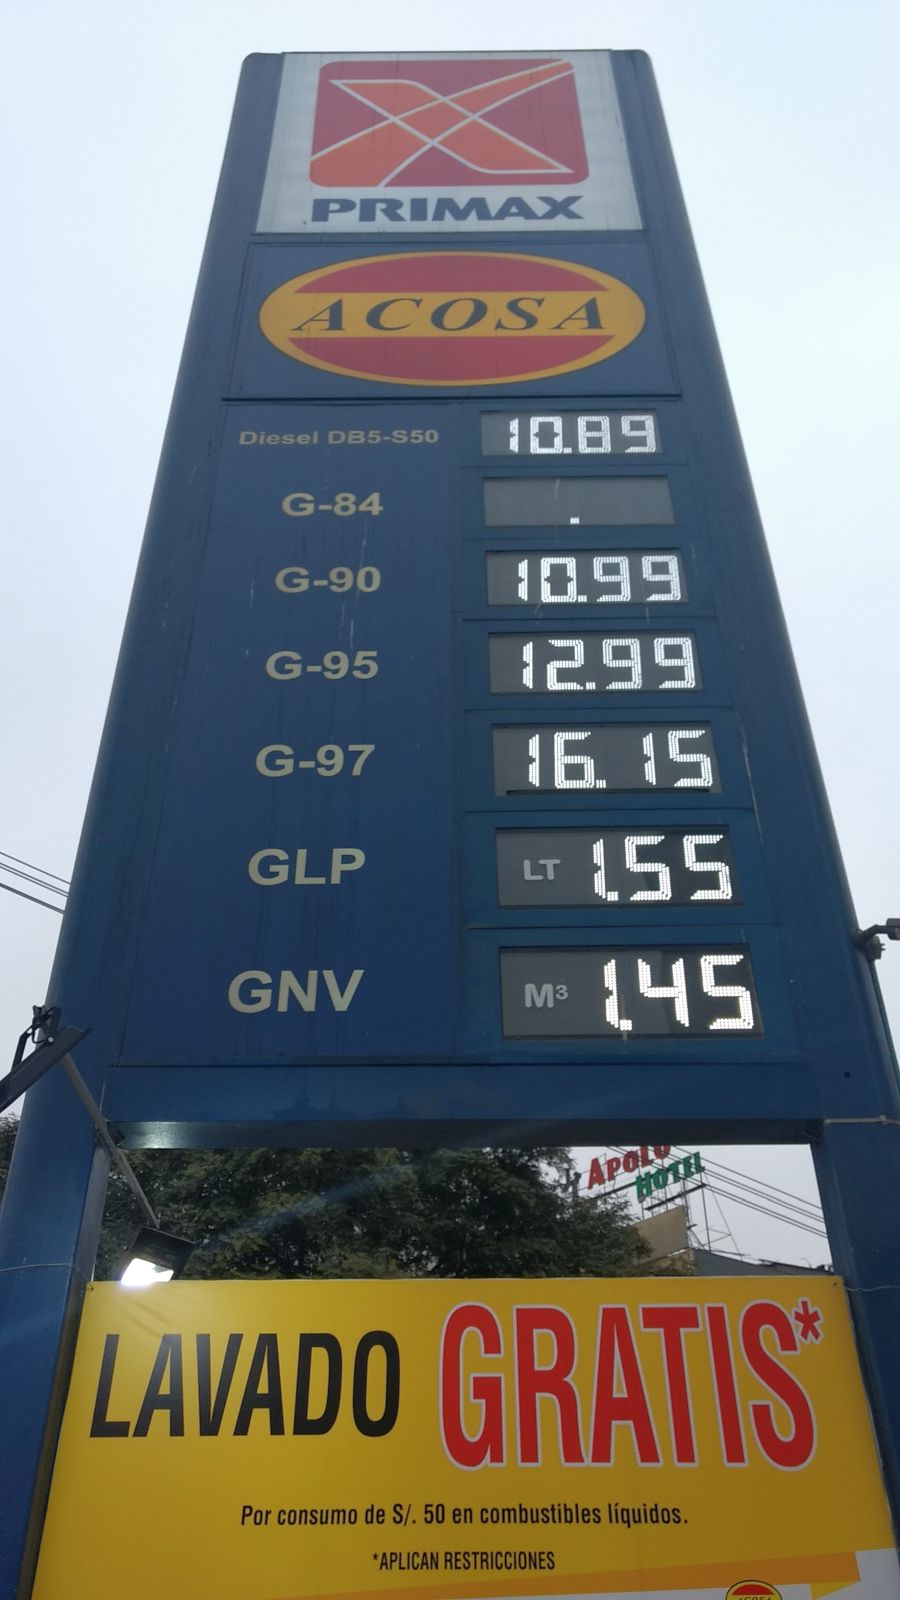 PRIMAX
ACOSA
Diesel DB5-S50 10.89
G-84 .
G-90 10.99
G-95 12.99
G-97 16.15
GLP LT 1.55
GNV M³ 1.45
APOLO
HOTEL
LAVADO GRATIS*
Por consumo de S/. 50 en combustibles líquidos.
*APLICAN RESTRICCIONES